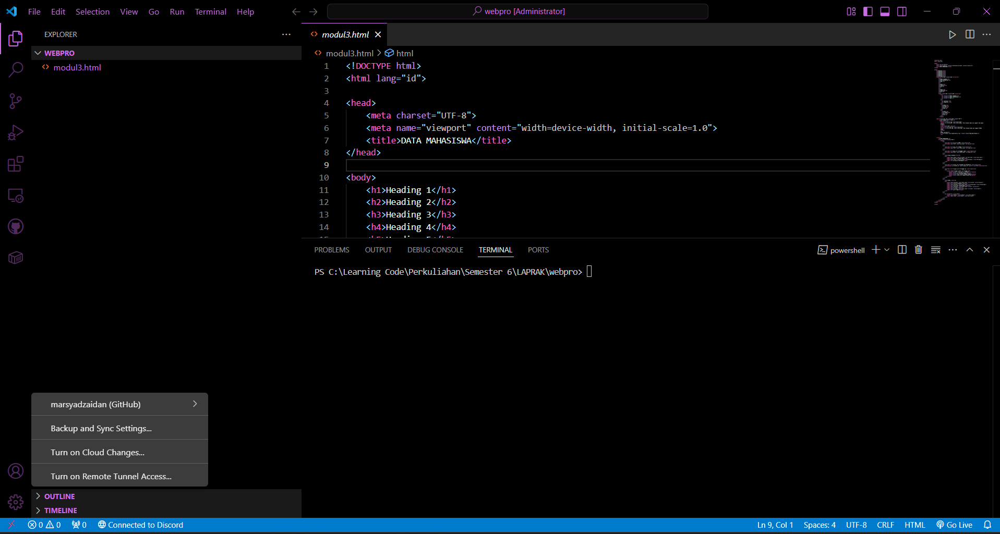 File Edit Selection View Go Run Terminal Help
webpro [Administrator]
EXPLORER
WEBPRO
modul3.html
modul3.html
modul3.html > html
1 <!DOCTYPE html>
2 <html lang="id">
3
4 <head>
5 <meta charset="UTF-8">
6 <meta name="viewport" content="width=device-width, initial-scale=1.0">
7 <title>DATA MAHASISWA</title>
8 </head>
9
10 <body>
11 <h1>Heading 1</h1>
12 <h2>Heading 2</h2>
13 <h3>Heading 3</h3>
14 <h4>Heading 4</h4>
PROBLEMS OUTPUT DEBUG CONSOLE TERMINAL PORTS
powershell
PS C:\Learning Code\Perkuliahan\Semester 6\LAPRAK\webpro>
marsyadzaidan (GitHub)
Backup and Sync Settings...
Turn on Cloud Changes...
Turn on Remote Tunnel Access...
OUTLINE
TIMELINE
0 0 0 Connected to Discord
Ln 9, Col 1 Spaces: 4 UTF-8 CRLF HTML Go Live